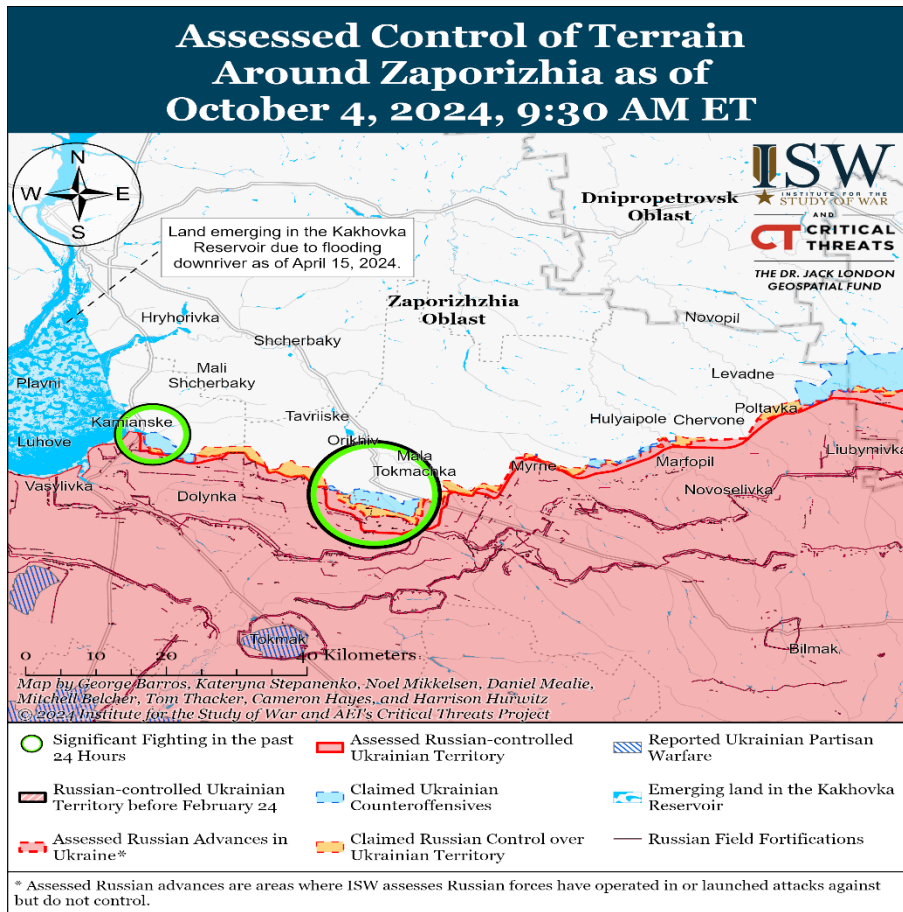 Assessed Control of Terrain
Around Zaporizhia as of
October 4, 2024, 9:30 AM ET
N
W E
S
Land emerging in the Kakhovka
Reservoir due to flooding
downriver as of April 15, 2024.
Dnipropetrovsk
Oblast
ISW
INSTITUTE FOR THE
STUDY OF WAR
AND
CT CRITICAL
THREATS
THE DR. JACK LONDON
GEOSPATIAL FUND
Zaporizhzhia
Oblast
Hryhorivka
Novopil
Shcherbaky
Mali
Shcherbaky
Levadne
Plavni
Tavriiske
Poltavka
Kamianske
Hulyaipole
Chervone
Orikhiv
Luhove
Mala
Tokmachka
Myrne
Marfopil
Liubymivka
Vasylivka
Dolynka
Novoselivka
Tokmak
Bilmak
0 10 20 40 Kilometers
Map by George Barros, Kateryna Stepanenko, Noel Mikkelsen, Daniel Mealie,
Mitchell Belcher, Tom Thacker, Cameron Hayes, and Harrison Hurwitz
© 2024 Institute for the Study of War and AEI's Critical Threats Project
Significant Fighting in the past
24 Hours
Assessed Russian-controlled
Ukrainian Territory
Reported Ukrainian Partisan
Warfare
Russian-controlled Ukrainian
Territory before February 24
Claimed Ukrainian
Counteroffensives
Emerging land in the Kakhovka
Reservoir
Assessed Russian Advances in
Ukraine*
Claimed Russian Control over
Ukrainian Territory
Russian Field Fortifications
* Assessed Russian advances are areas where ISW assesses Russian forces have operated in or launched attacks against
but do not control.